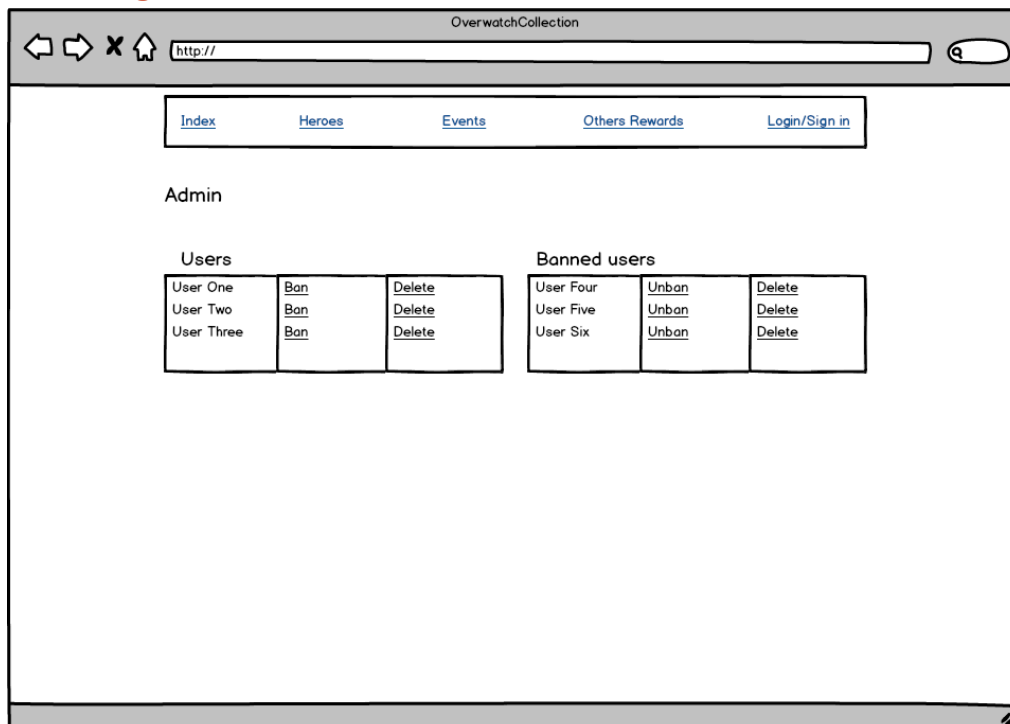 OverwatchCollection
http://
Index Heroes Events Others Rewards Login/Sign in
Admin
Users
User One Ban Delete
User Two Ban Delete
User Three Ban Delete
Banned users
User Four Unban Delete
User Five Unban Delete
User Six Unban Delete